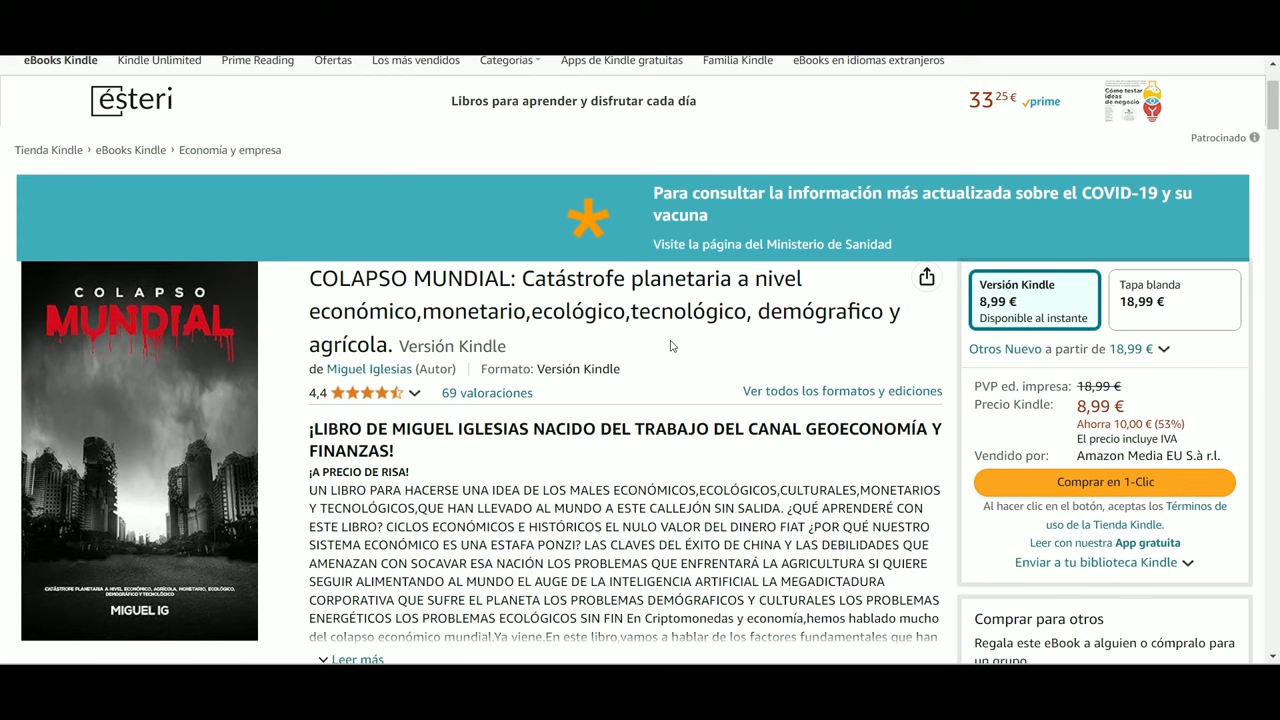 eBooks Kindle Kindle Unlimited Prime Reading Ofertas Los más vendidos Categorías Apps de Kindle gratuitas Familia Kindle eBooks en idiomas extranjeros
ésteri
Libros para aprender y disfrutar cada día
33 25 € prime
Cómo testar
ideas
de negocio
Patrocinado
Tienda Kindle › eBooks Kindle › Economía y empresa
Para consultar la información más actualizada sobre el COVID-19 y su
vacuna
Visite la página del Ministerio de Sanidad
COLAPSO
MUNDIAL
CATÁSTROFE PLANETARIA A NIVEL ECONÓMICO, AGRÍCOLA, MONETARIO, ECOLÓGICO,
DEMOGRÁFICO Y TECNOLÓGICO
MIGUEL IG
COLAPSO MUNDIAL: Catástrofe planetaria a nivel
económico,monetario,ecológico,tecnológico, demógrafico y
agrícola. Versión Kindle
de Miguel Iglesias (Autor) Formato: Versión Kindle
4,4 69 valoraciones Ver todos los formatos y ediciones
¡LIBRO DE MIGUEL IGLESIAS NACIDO DEL TRABAJO DEL CANAL GEOECONOMÍA Y
FINANZAS!
¡A PRECIO DE RISA!
UN LIBRO PARA HACERSE UNA IDEA DE LOS MALES ECONÓMICOS,ECOLÓGICOS,CULTURALES,MONETARIOS
Y TECNOLÓGICOS,QUE HAN LLEVADO AL MUNDO A ESTE CALLEJÓN SIN SALIDA. ¿QUÉ APRENDERÉ CON
ESTE LIBRO? CICLOS ECONÓMICOS E HISTÓRICOS EL NULO VALOR DEL DINERO FIAT ¿POR QUÉ NUESTRO
SISTEMA ECONÓMICO ES UNA ESTAFA PONZI? LAS CLAVES DEL ÉXITO DE CHINA Y LAS DEBILIDADES QUE
AMENAZAN CON SOCAVAR ESA NACIÓN LOS PROBLEMAS QUE ENFRENTARÁ LA AGRICULTURA SI QUIERE
SEGUIR ALIMENTANDO AL MUNDO EL AUGE DE LA INTELIGENCIA ARTIFICIAL LA MEGADICTADURA
CORPORATIVA QUE SUFRE EL PLANETA LOS PROBLEMAS DEMÓGRAFICOS Y CULTURALES LOS PROBLEMAS
ENERGÉTICOS LOS PROBLEMAS ECOLÓGICOS SIN FIN En Criptomonedas y economía,hemos hablado mucho
del colapso económico mundial.Ya viene.En este libro,vamos a hablar de los factores fundamentales que han
Leer más
Versión Kindle
8,99 €
Disponible al instante
Tapa blanda
18,99 €
Otros Nuevo a partir de 18,99 €
PVP ed. impresa: 18,99 €
Precio Kindle: 8,99 €
Ahorra 10,00 € (53%)
El precio incluye IVA
Vendido por: Amazon Media EU S.à r.l.
Comprar en 1-Clic
Al hacer clic en el botón, aceptas los Términos de
uso de la Tienda Kindle.
Leer con nuestra App gratuita
Enviar a tu biblioteca Kindle
Comprar para otros
Regala este eBook a alguien o cómpralo para
un grupo